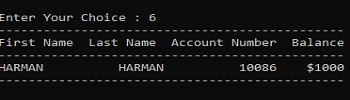 Enter Your Choice : 6
--------------------------------------------------
First Name  Last Name  Account Number  Balance
--------------------------------------------------
HARMAN      HARMAN      10086      $1000
--------------------------------------------------